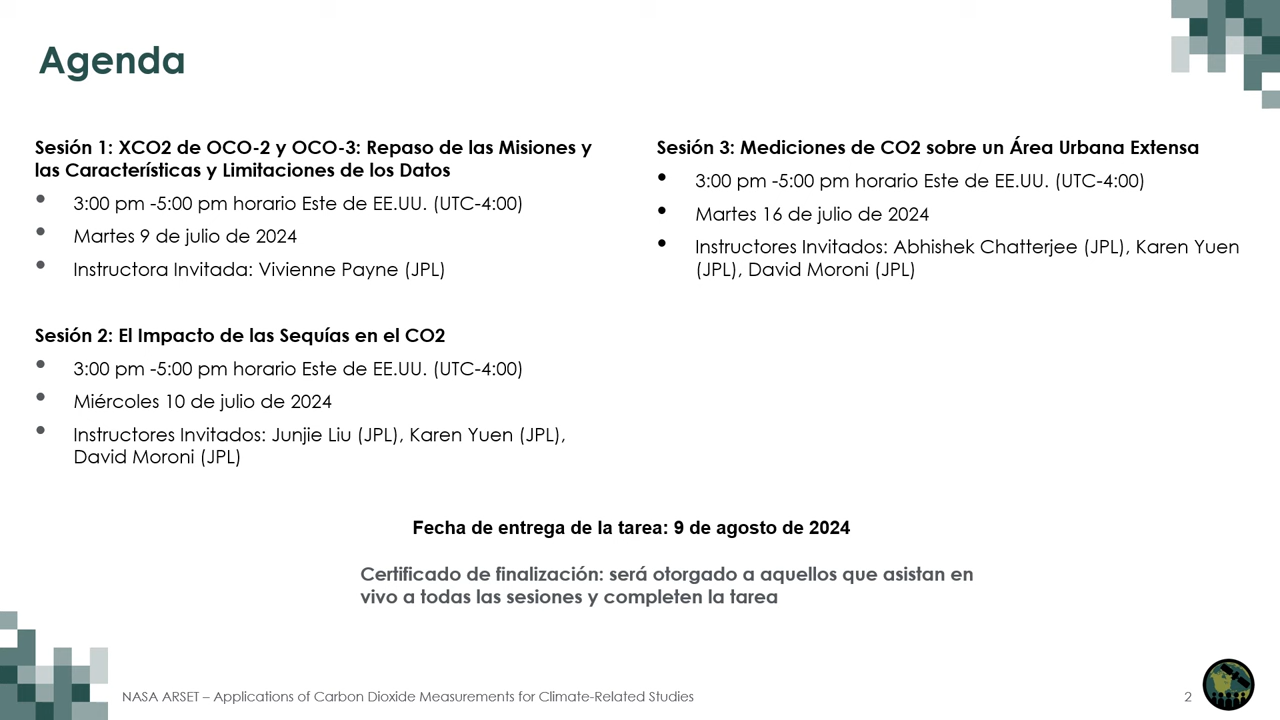 Agenda
Sesión 1: XCO2 de OCO-2 y OCO-3: Repaso de las Misiones y
las Características y Limitaciones de los Datos
• 3:00 pm -5:00 pm horario Este de EE.UU. (UTC-4:00)
• Martes 9 de julio de 2024
• Instructora Invitada: Vivienne Payne (JPL)
Sesión 2: El Impacto de las Sequías en el CO2
• 3:00 pm -5:00 pm horario Este de EE.UU. (UTC-4:00)
• Miércoles 10 de julio de 2024
• Instructores Invitados: Junjie Liu (JPL), Karen Yuen (JPL),
David Moroni (JPL)
Sesión 3: Mediciones de CO2 sobre un Área Urbana Extensa
• 3:00 pm -5:00 pm horario Este de EE.UU. (UTC-4:00)
• Martes 16 de julio de 2024
• Instructores Invitados: Abhishek Chatterjee (JPL), Karen Yuen
(JPL), David Moroni (JPL)
Fecha de entrega de la tarea: 9 de agosto de 2024
Certificado de finalización: será otorgado a aquellos que asistan en
vivo a todas las sesiones y completen la tarea
NASA ARSET – Applications of Carbon Dioxide Measurements for Climate-Related Studies
2